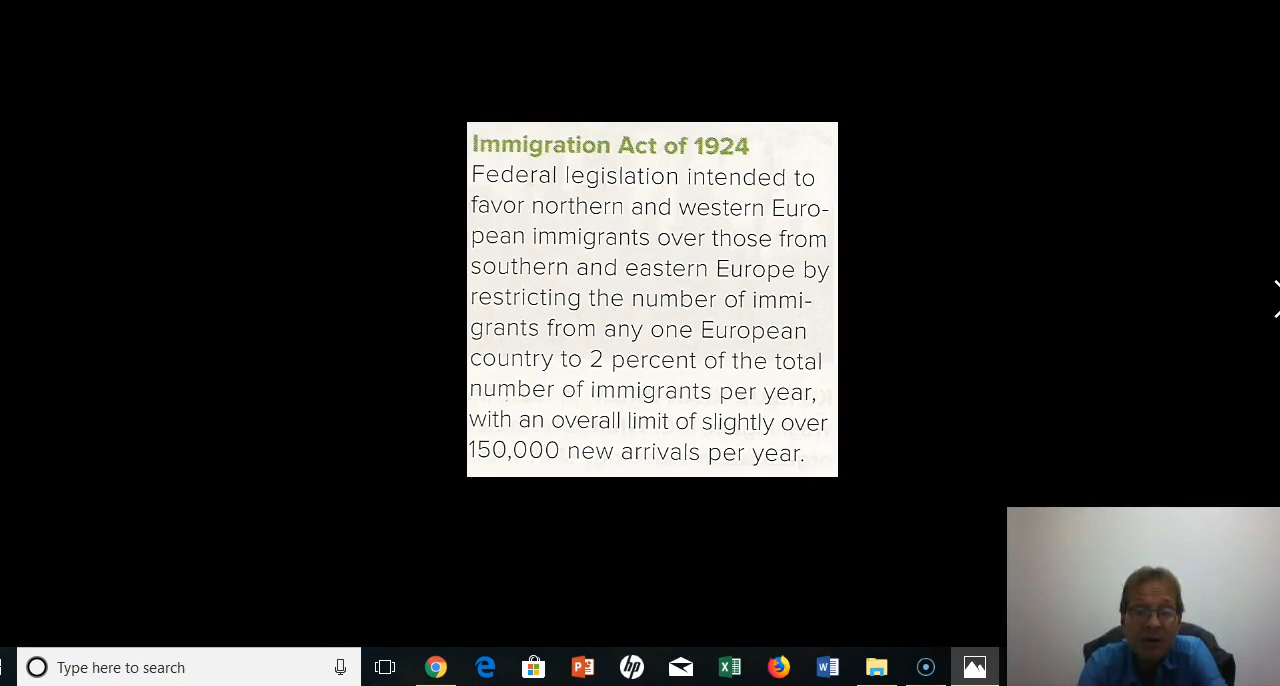 Immigration Act of 1924
Federal legislation intended to
favor northern and western Euro-
pean immigrants over those from
southern and eastern Europe by
restricting the number of immi-
grants from any one European
country to 2 percent of the total
number of immigrants per year,
with an overall limit of slightly over
150,000 new arrivals per year.
Type here to search